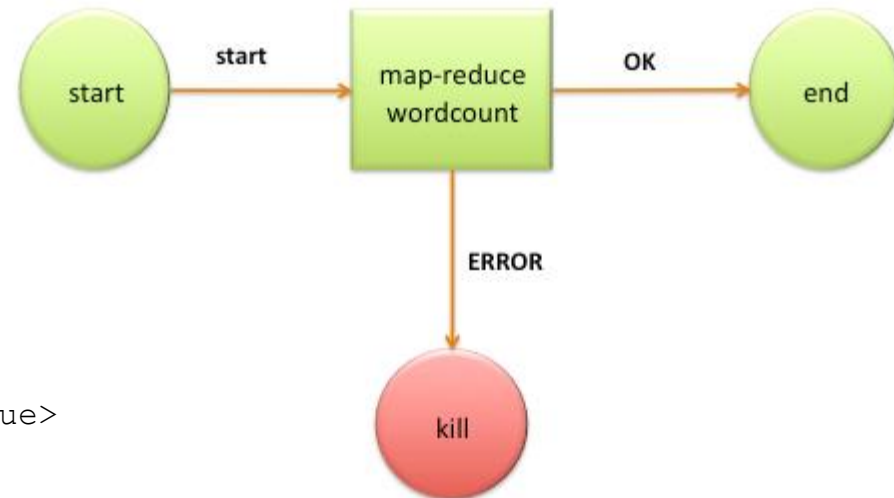 start
start
map-reduce
wordcount
OK
end
ERROR
ue>
kill